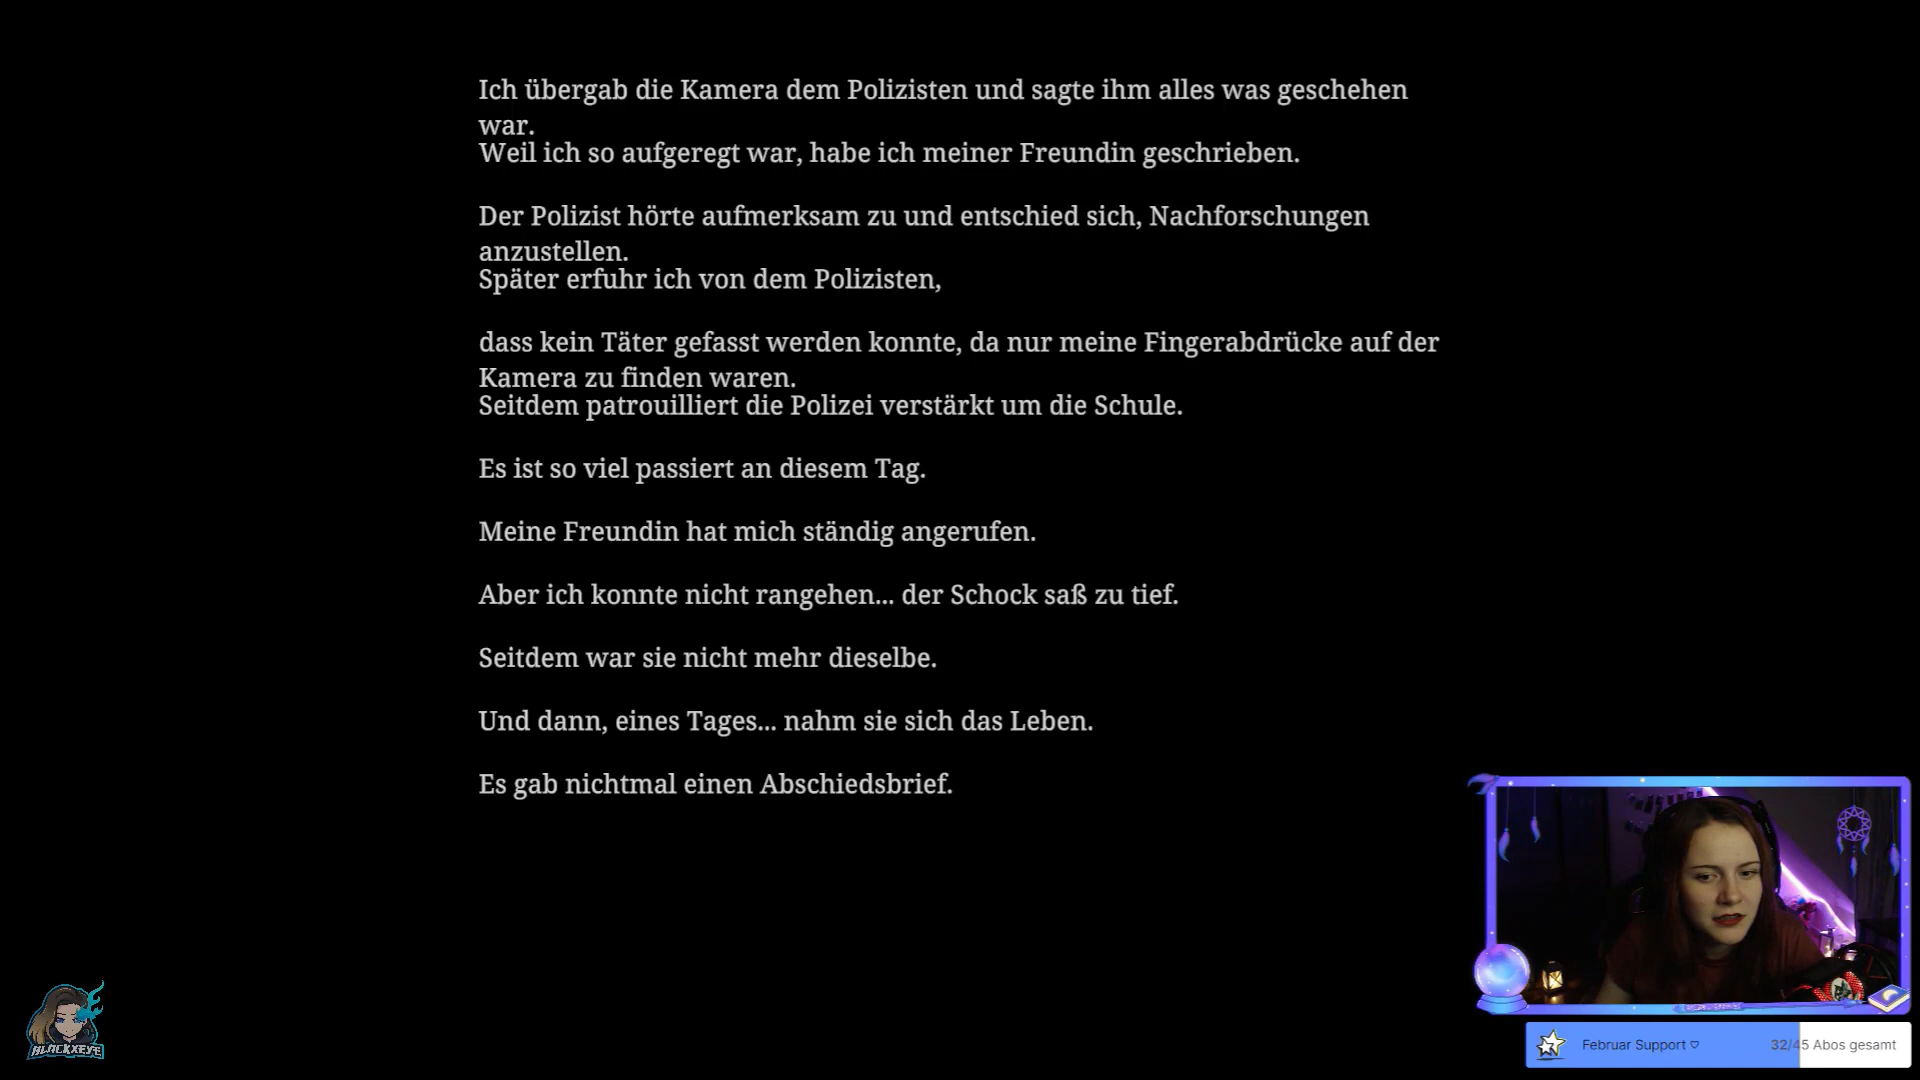 Ich übergab die Kamera dem Polizisten und sagte ihm alles was geschehen
war.
Weil ich so aufgeregt war, habe ich meiner Freundin geschrieben.
Der Polizist hörte aufmerksam zu und entschied sich, Nachforschungen
anzustellen.
Später erfuhr ich von dem Polizisten,
dass kein Täter gefasst werden konnte, da nur meine Fingerabdrücke auf der
Kamera zu finden waren.
Seitdem patrouilliert die Polizei verstärkt um die Schule.
Es ist so viel passiert an diesem Tag.
Meine Freundin hat mich ständig angerufen.
Aber ich konnte nicht rangehen... der Schock saß zu tief.
Seitdem war sie nicht mehr dieselbe.
Und dann, eines Tages... nahm sie sich das Leben.
Es gab nichtmal einen Abschiedsbrief.
BLACKXEYE
Februar Support ♡ 32/45 Abos gesamt